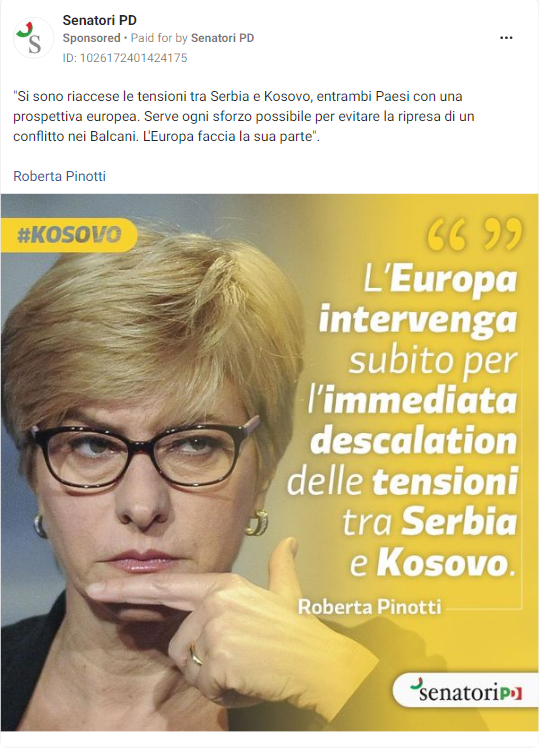 Senatori PD
Sponsored • Paid for by Senatori PD
ID: 1026172401424175
"Si sono riaccese le tensioni tra Serbia e Kosovo, entrambi Paesi con una
prospettiva europea. Serve ogni sforzo possibile per evitare la ripresa di un
conflitto nei Balcani. L'Europa faccia la sua parte".
Roberta Pinotti
#KOSOVO
“ ”
L'Europa
intervenga
subito per
l'immediata
descalation
delle tensioni
tra Serbia
e Kosovo.
Roberta Pinotti
senatoriPD